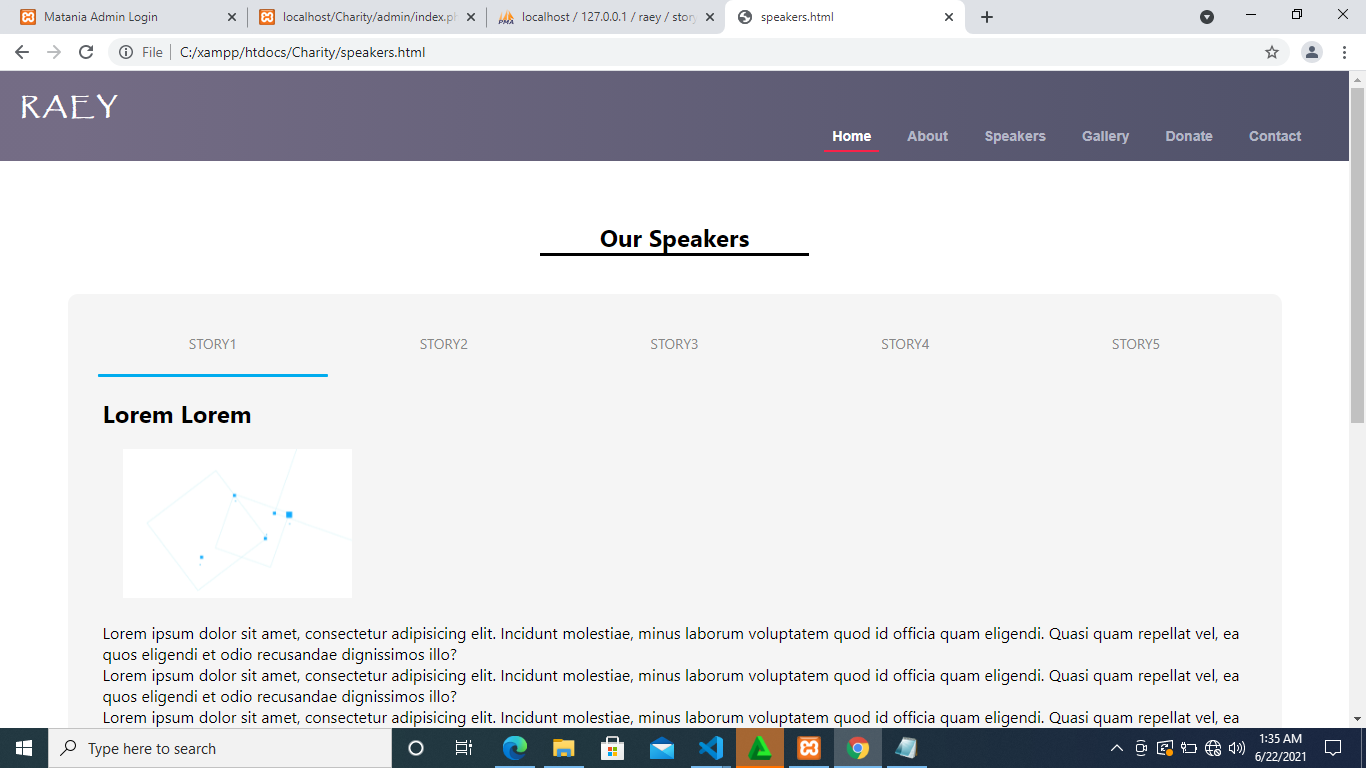 Matania Admin Login
localhost/Charity/admin/index.ph
localhost / 127.0.0.1 / raey / story
speakers.html
File
C:/xampp/htdocs/Charity/speakers.html
RAEY
Home About Speakers Gallery Donate Contact
Our Speakers
STORY1 STORY2 STORY3 STORY4 STORY5
Lorem Lorem
Lorem ipsum dolor sit amet, consectetur adipisicing elit. Incidunt molestiae, minus laborum voluptatem quod id officia quam eligendi. Quasi quam repellat vel, ea
quos eligendi et odio recusandae dignissimos illo?
Lorem ipsum dolor sit amet, consectetur adipisicing elit. Incidunt molestiae, minus laborum voluptatem quod id officia quam eligendi. Quasi quam repellat vel, ea
quos eligendi et odio recusandae dignissimos illo?
Lorem ipsum dolor sit amet, consectetur adipisicing elit. Incidunt molestiae, minus laborum voluptatem quod id officia quam eligendi. Quasi quam repellat vel, ea
Type here to search
1:35 AM
6/22/2021